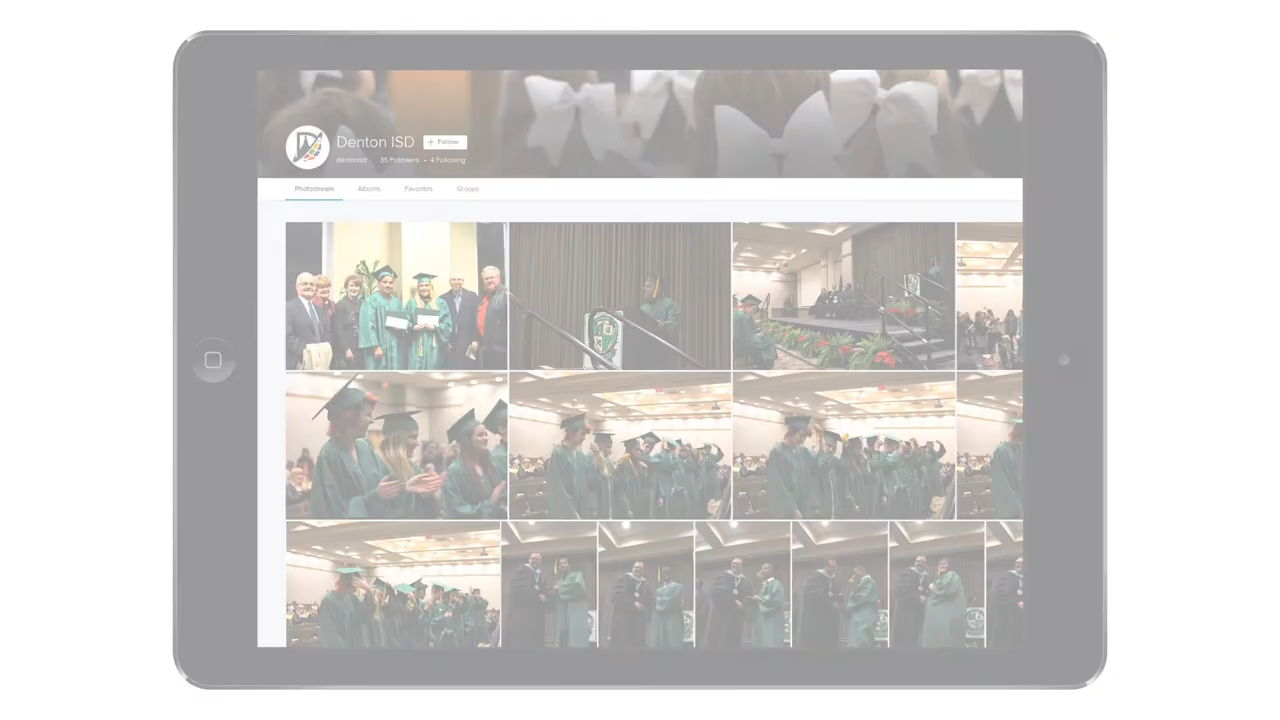 Denton ISD + Follow
dentonisd 35 Followers • 4 Following
Photostream Albums Favorites Groups